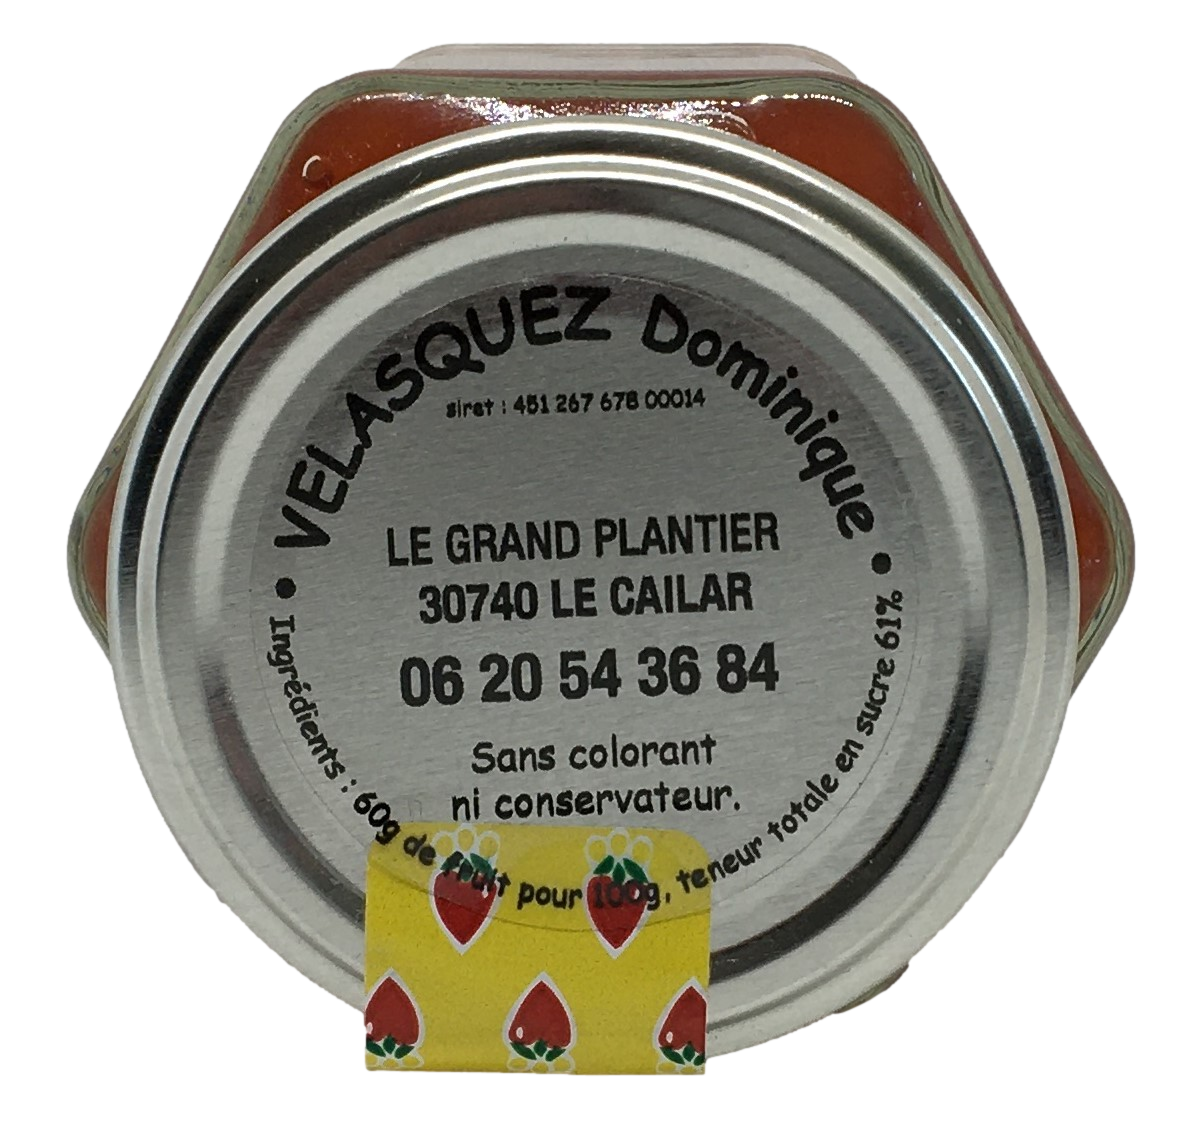 • VELASQUEZ Dominique •
siret : 451 267 678 00014
LE GRAND PLANTIER
30740 LE CAILAR
06 20 54 36 84
Sans colorant
ni conservateur.
Ingrédients : 60g de fruit pour 100g, teneur totale en sucre 61%